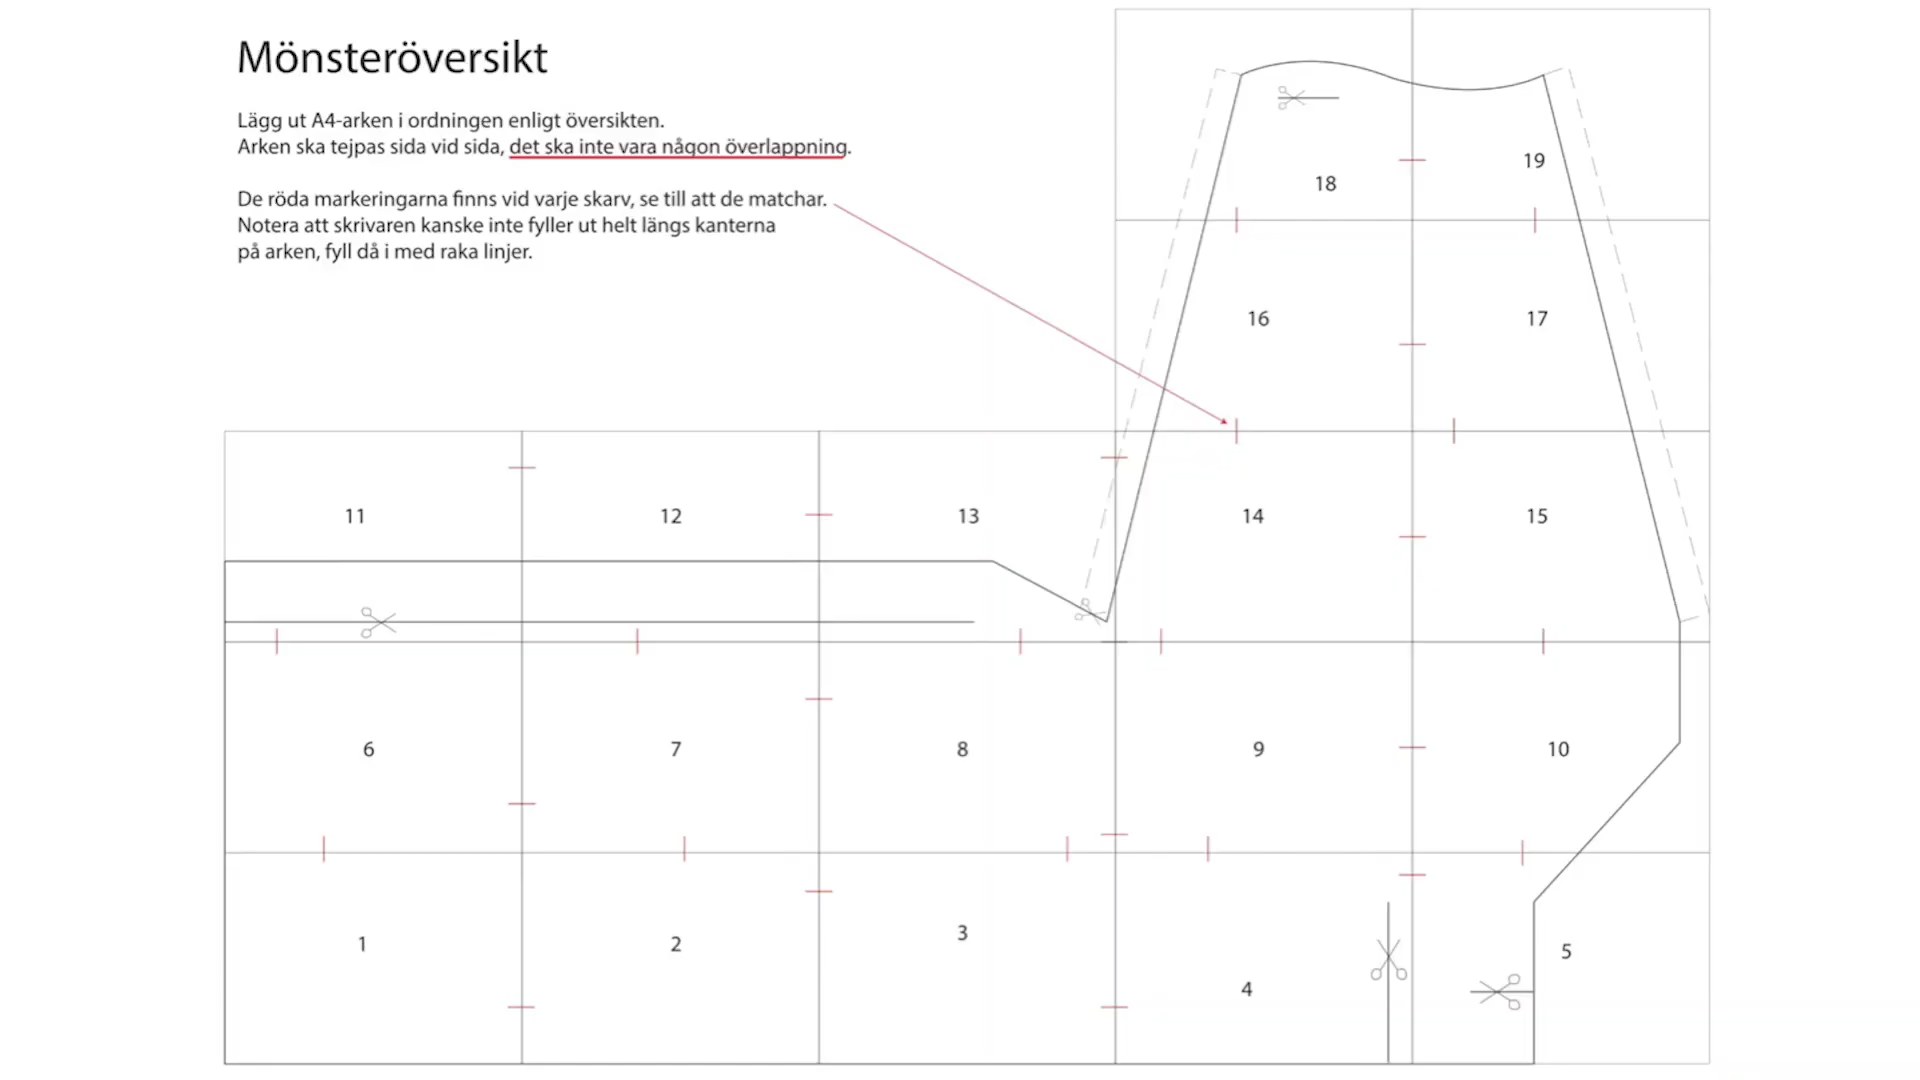 Mönsteröversikt
Lägg ut A4-arken i ordningen enligt översikten.
Arken ska tejpas sida vid sida, det ska inte vara någon överlappning.
De röda markeringarna finns vid varje skarv, se till att de matchar.
Notera att skrivaren kanske inte fyller ut helt längs kanterna
på arken, fyll då i med raka linjer.
18 19
16 17
11 12 13 14 15
6 7 8 9 10
1 2 3 4 5